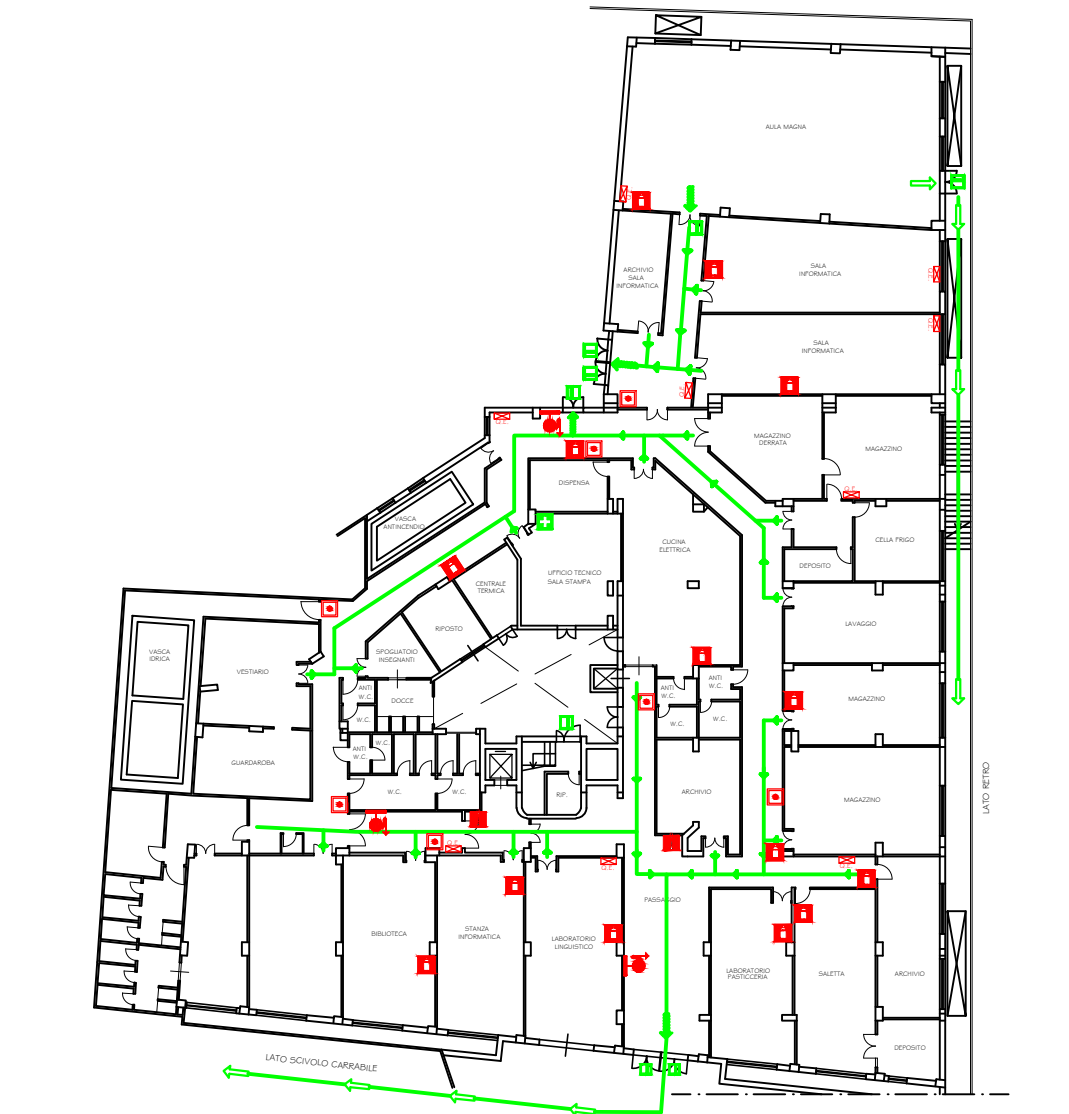 AULA MAGNA
ARCHIVIO
SALA
INFORMATICA
SALA
INFORMATICA
Q.E.
Q.E.
SALA
INFORMATICA
Q.E.
Q.E.
Q.E.
MAGAZZINO
DERRATA
MAGAZZINO
DISPENSA
Q.E.
VASCA
ANTINCENDIO
CUCINA
ELETTRICA
CELLA FRIGO
DEPOSITO
UFFICIO TECNICO
SALA STAMPA
CENTRALE
TERMICA
RIPOSTO
LAVAGGIO
VASCA
IDRICA
VESTIARIO
SPOGLIATOIO
INSEGNANTI
ANTI
W.C.
DOCCE
W.C.
ANTI
W.C.
ANTI
W.C.
W.C.
W.C.
MAGAZZINO
GUARDAROBA
ANTI
W.C.
W.C.
W.C.
W.C.
RIP.
ARCHIVIO
MAGAZZINO
LATO RETRO
Q.E.
Q.E.
Q.E.
PASSAGGIO
BIBLIOTECA
STANZA
INFORMATICA
LABORATORIO
LINGUISTICO
LABORATORIO
PASTICCERIA
SALETTA
ARCHIVIO
DEPOSITO
LATO SCIVOLO CARRABILE